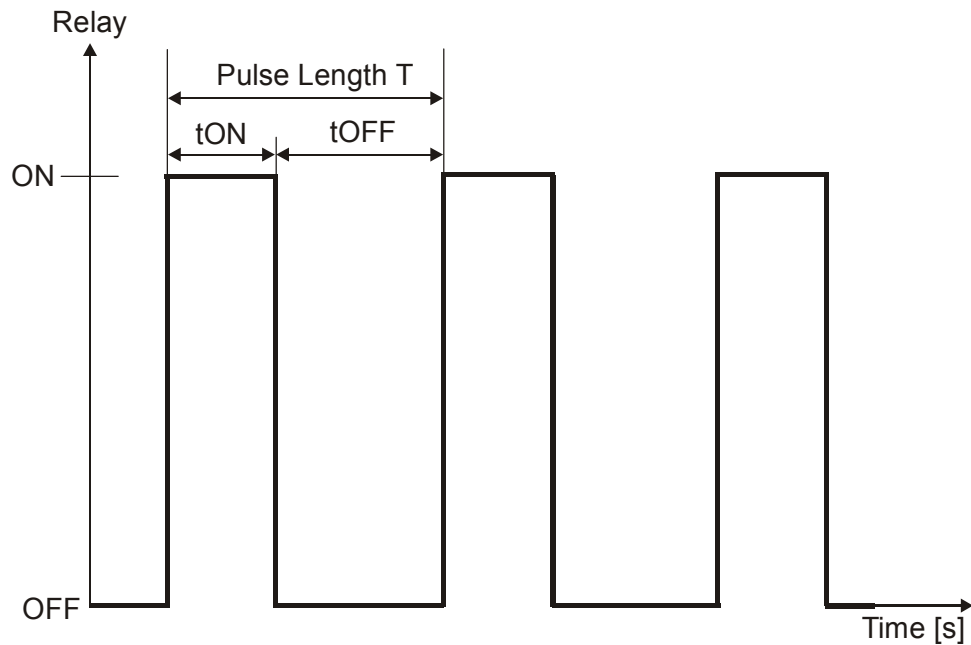 Relay
Pulse Length T
tON
tOFF
ON
OFF
Time [s]